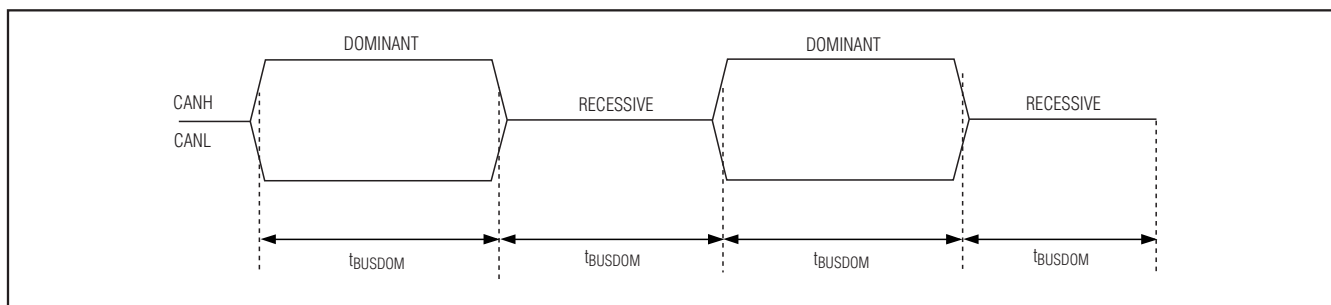 DOMINANT
DOMINANT
CANH
RECESSIVE
RECESSIVE
CANL
tBUSDOM
tBUSDOM
tBUSDOM
tBUSDOM